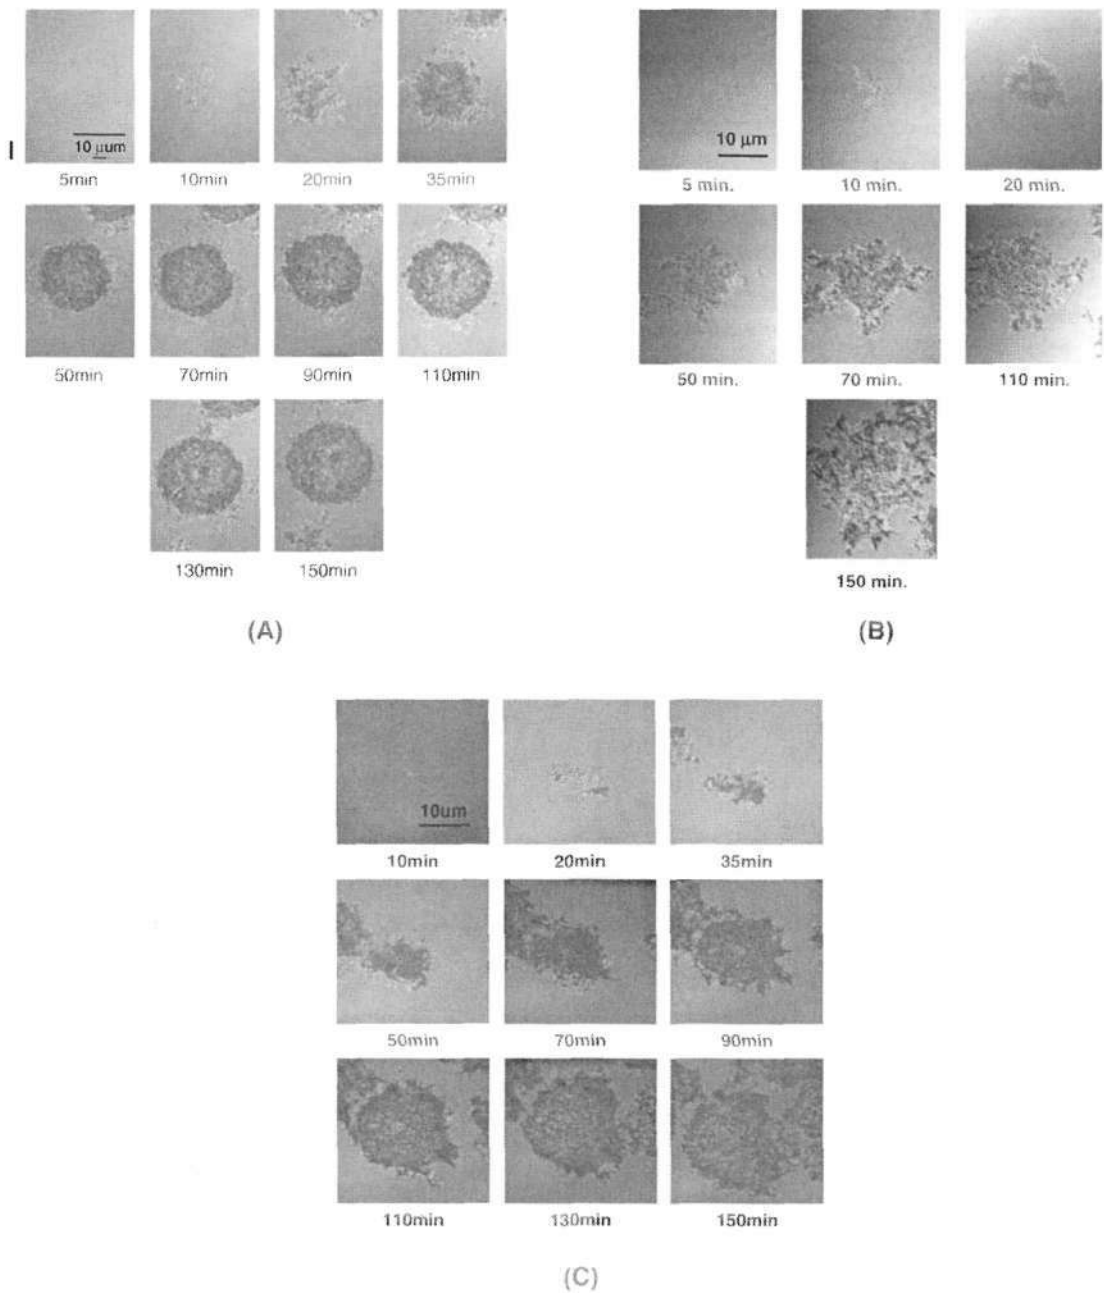 10 μum
5min 10min 20min 35min
50min 70min 90min 110min
130min 150min
(A)
10 μm
5 min. 10 min. 20 min.
50 min. 70 min. 110 min.
150 min.
(B)
10um
10min 20min 35min
50min 70min 90min
110min 130min 150min
(C)